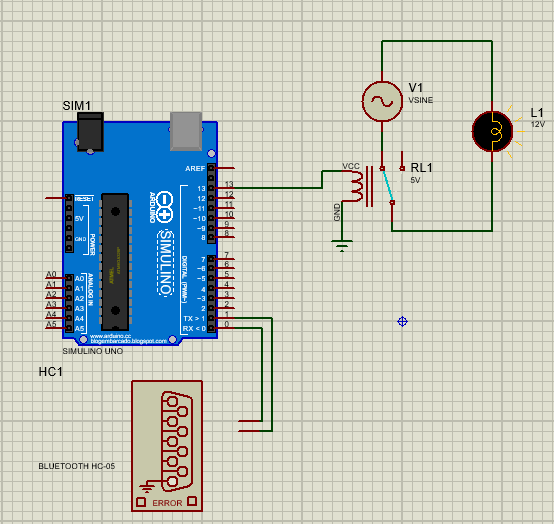 SIM1
V1
VSINE
L1
12V
RL1
5V
VCC
GND
AREF
RESET
5V
GND
POWER
ARDUINO
SIMULINO
13
12
~11
~10
~9
8
13
12
11
10
9
8
DIGITAL (PWM~)
7
~6
~5
4
~3
2
TX > 1
RX < 0
7
6
5
4
3
2
1
0
ANALOG IN
A0
A1
A2
A3
A4
A5
A0
A1
A2
A3
A4
A5
www.arduino.cc
blogembarcado.blogspot.com
SIMULINO UNO
HC1
BLUETOOTH HC-05
ERROR